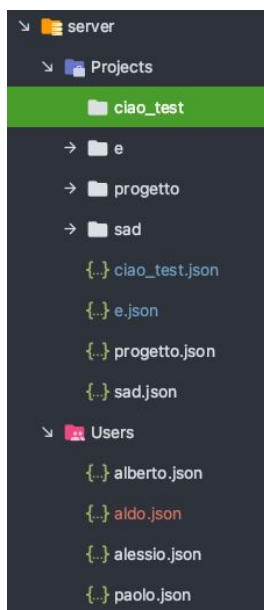 server
Projects
ciao_test
e
progetto
sad
{..} ciao_test.json
{..} e.json
{..} progetto.json
{..} sad.json
Users
{..} alberto.json
{..} aldo.json
{..} alessio.json
{..} paolo.json